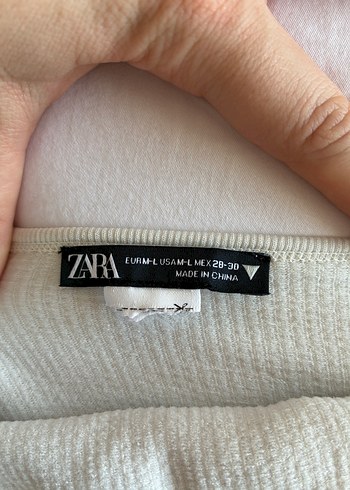 ZARA
EUR M-L USA M-L MEX 28-30
MADE IN CHINA